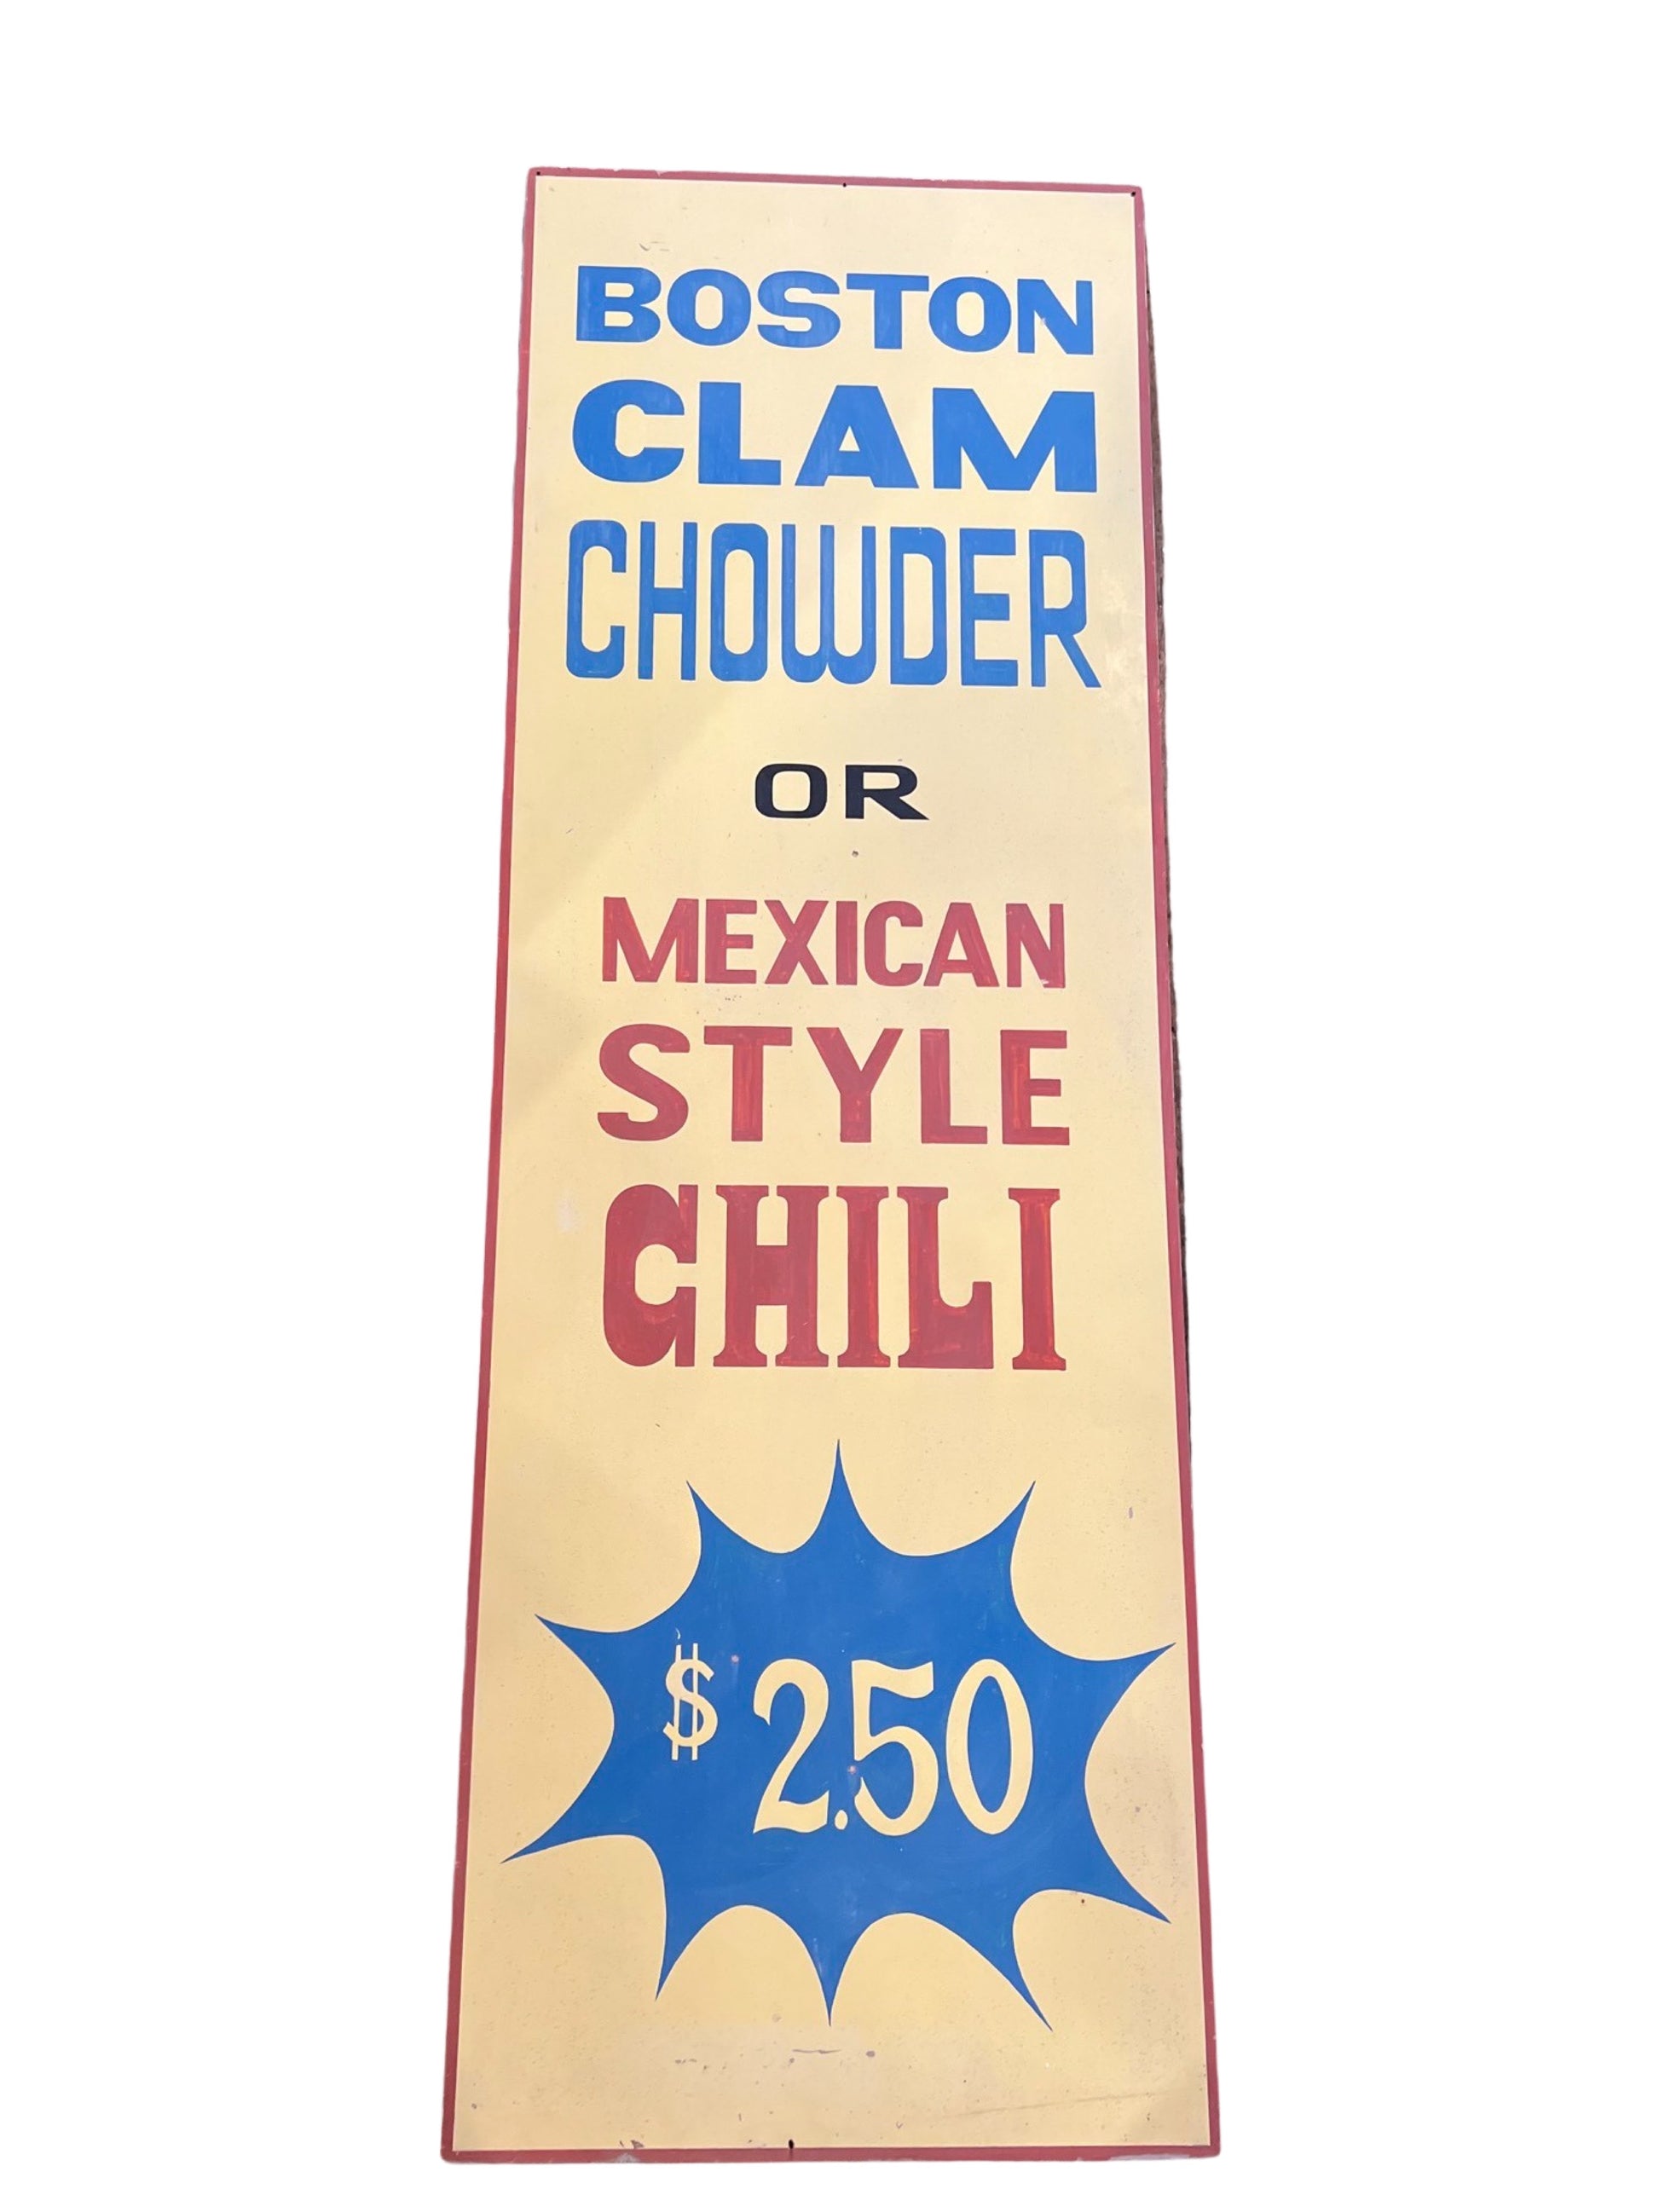 BOSTON
CLAM
CHOWDER
OR
MEXICAN
STYLE
CHILI
$2.50